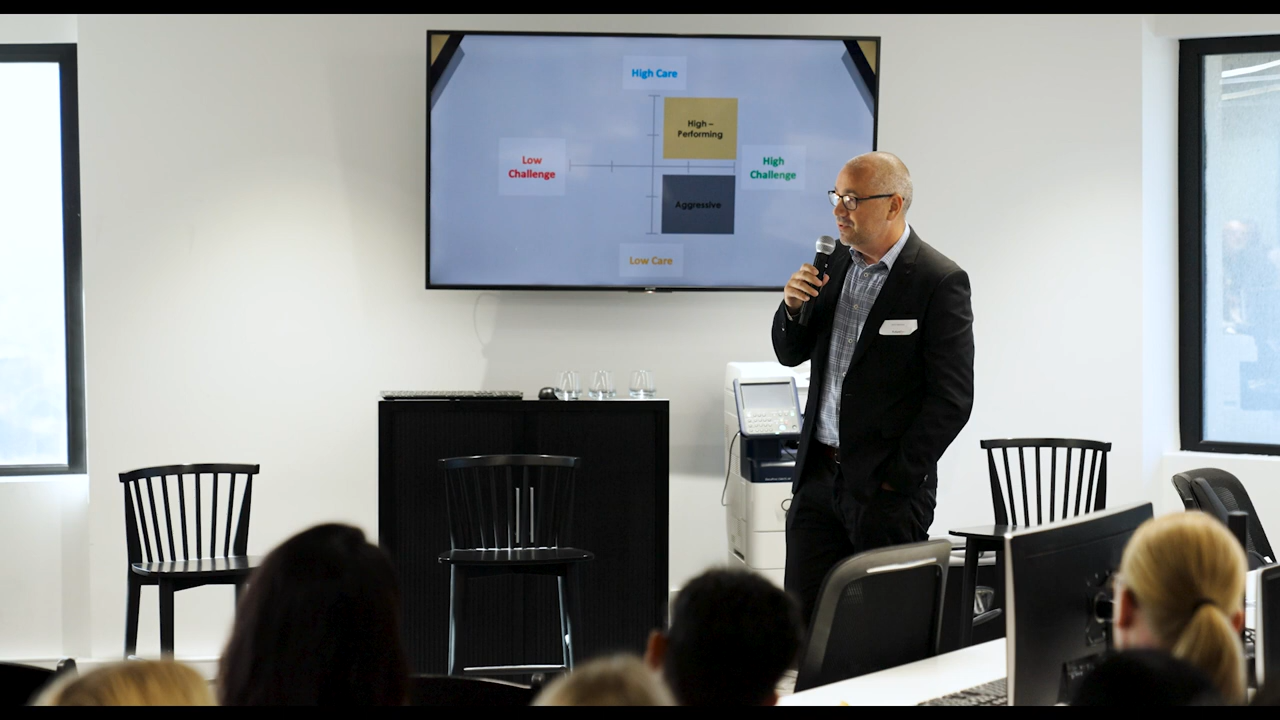 High Care
High –
Performing
Low
Challenge
High
Challenge
Aggressive
Low Care